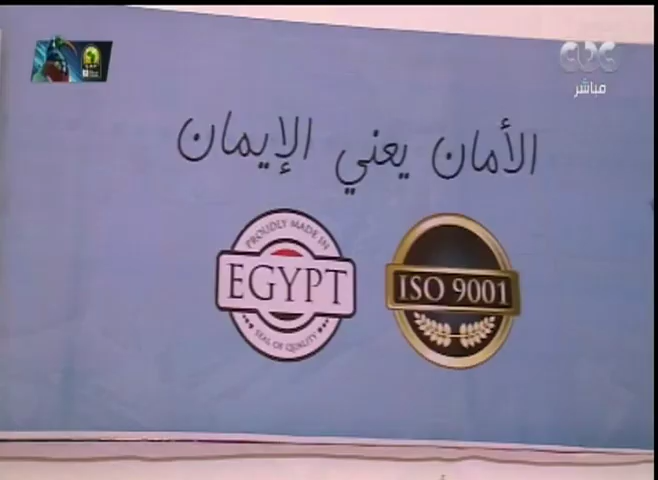 cbc
مباشر
الأمان يعني الإيمان
PROUDLY MADE IN
EGYPT
SEAL OF QUALITY
ISO 9001